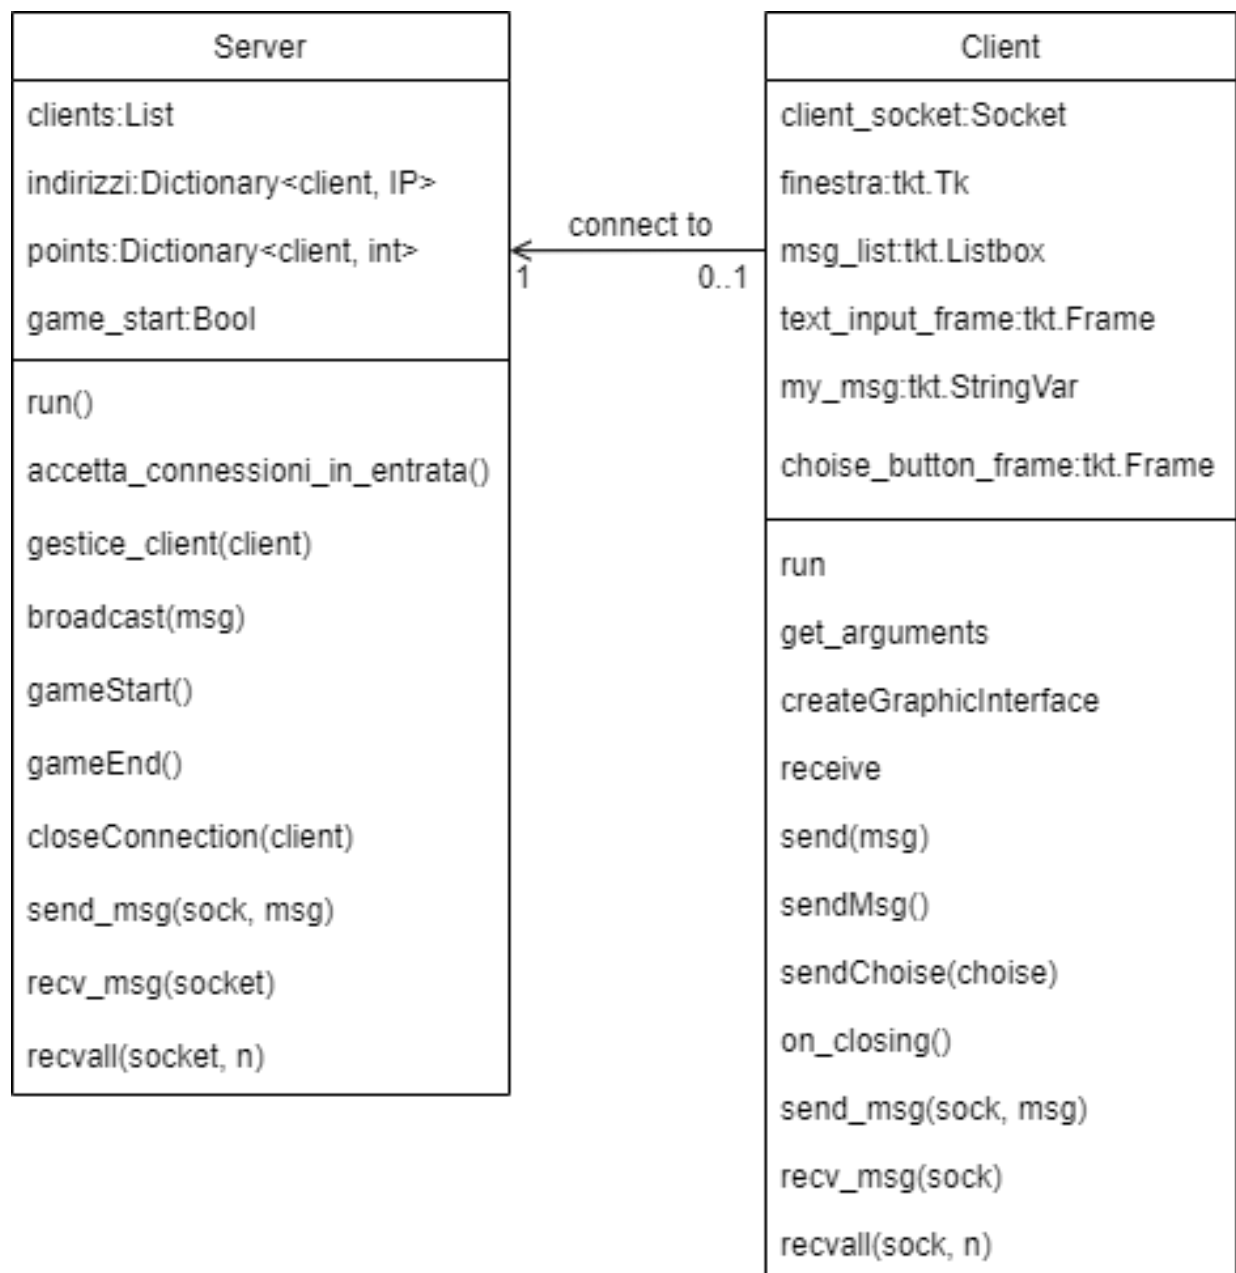 Server
clients:List
indirizzi:Dictionary<client, IP>
points:Dictionary<client, int>
game_start:Bool
run()
accetta_connessioni_in_entrata()
gestice_client(client)
broadcast(msg)
gameStart()
gameEnd()
closeConnection(client)
send_msg(sock, msg)
recv_msg(socket)
recvall(socket, n)
connect to
1
0..1
Client
client_socket:Socket
finestra:tkt.Tk
msg_list:tkt.Listbox
text_input_frame:tkt.Frame
my_msg:tkt.StringVar
choise_button_frame:tkt.Frame
run
get_arguments
createGraphicInterface
receive
send(msg)
sendMsg()
sendChoise(choise)
on_closing()
send_msg(sock, msg)
recv_msg(sock)
recvall(sock, n)